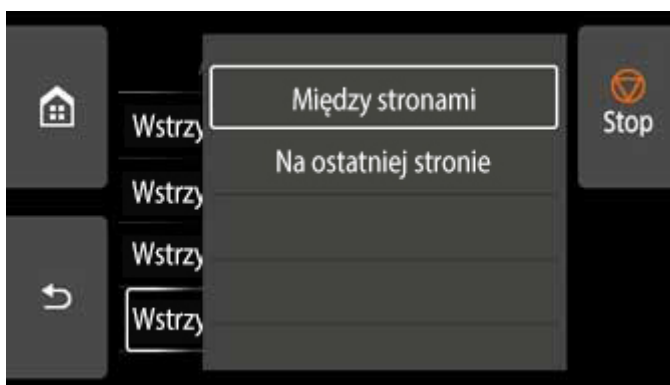 Między stronami
Na ostatniej stronie
Wstrzy
Wstrzy
Wstrzy
Wstrzy
Stop